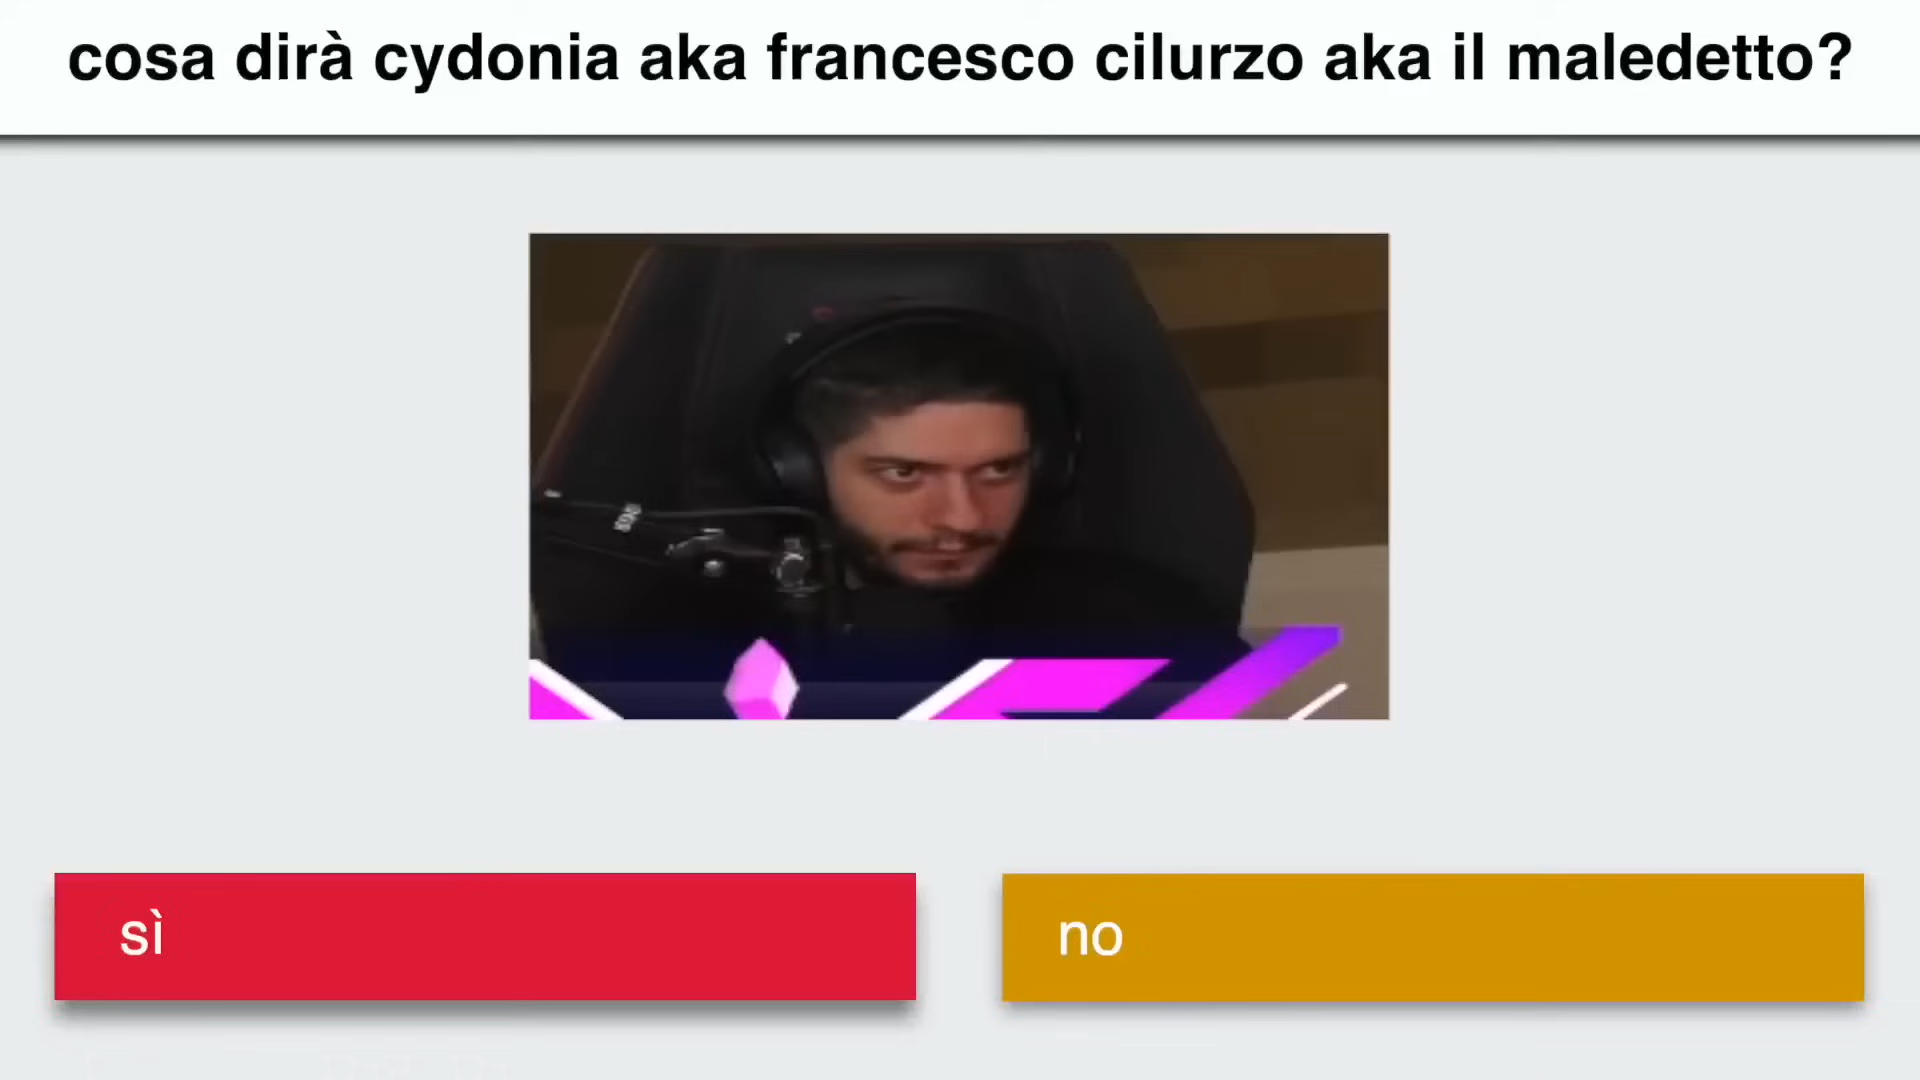 cosa dirà cydonia aka francesco cilurzo aka il maledetto?
sì
no